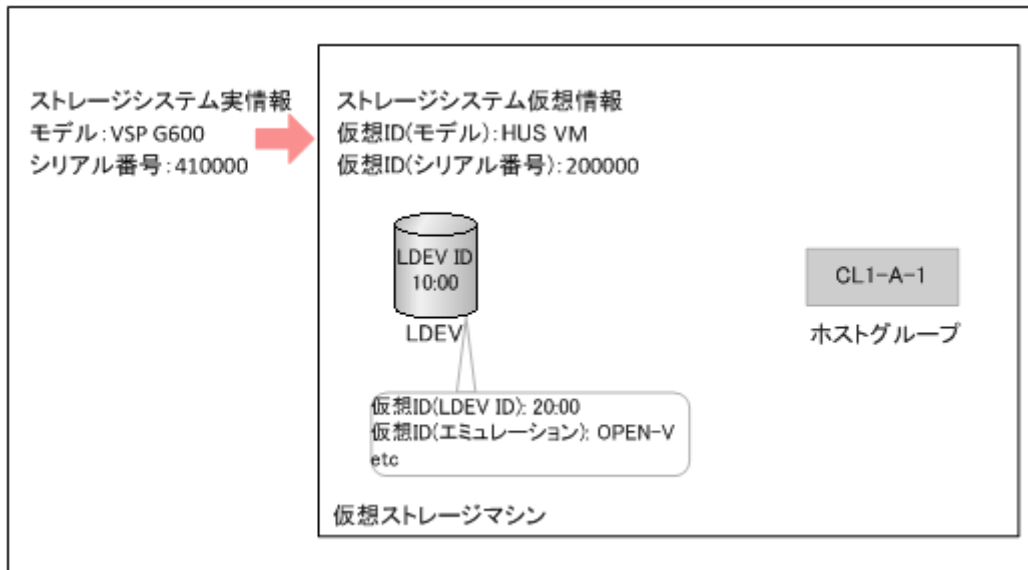 ストレージシステム実情報
モデル:VSP G600
シリアル番号:410000
ストレージシステム仮想情報
仮想ID(モデル):HUS VM
仮想ID(シリアル番号):200000
LDEV ID
10:00
LDEV
CL1-A-1
ホストグループ
仮想ID(LDEV ID): 20:00
仮想ID(エミュレーション): OPEN-V
etc
仮想ストレージマシン